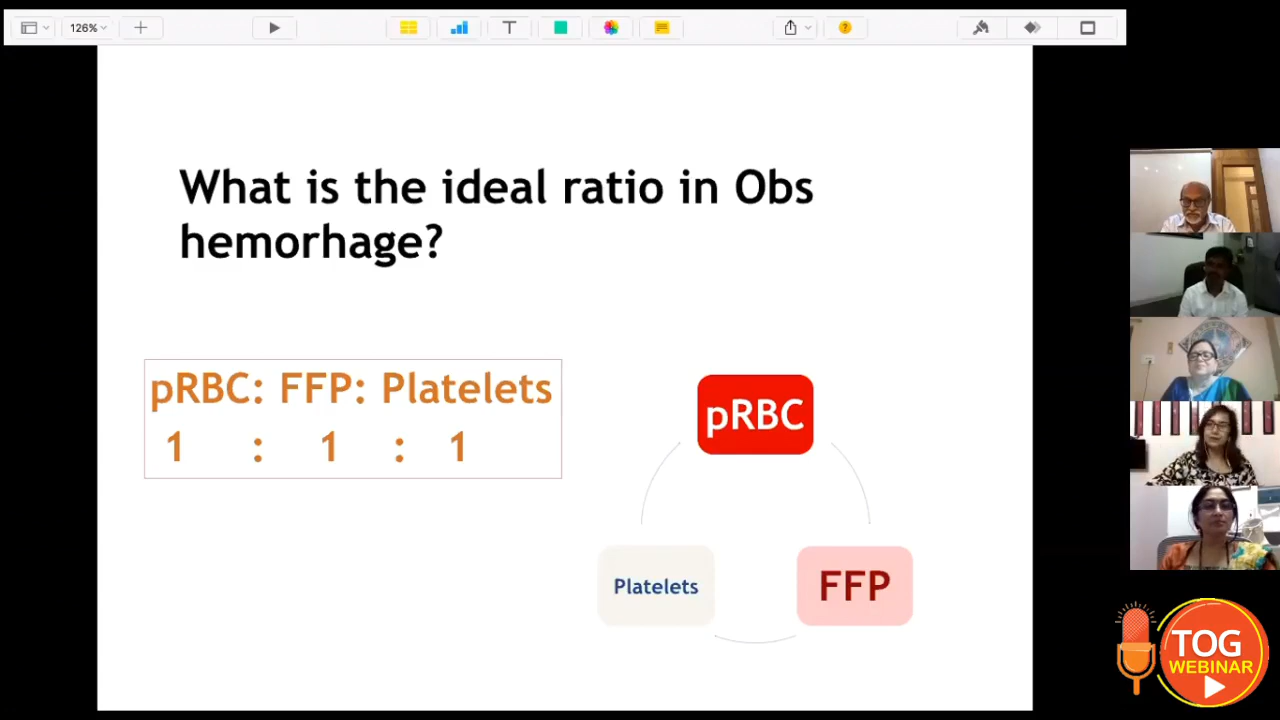 126%
What is the ideal ratio in Obs
hemorhage?
pRBC: FFP: Platelets
1 : 1 : 1
pRBC
Platelets
FFP
TOG
WEBINAR